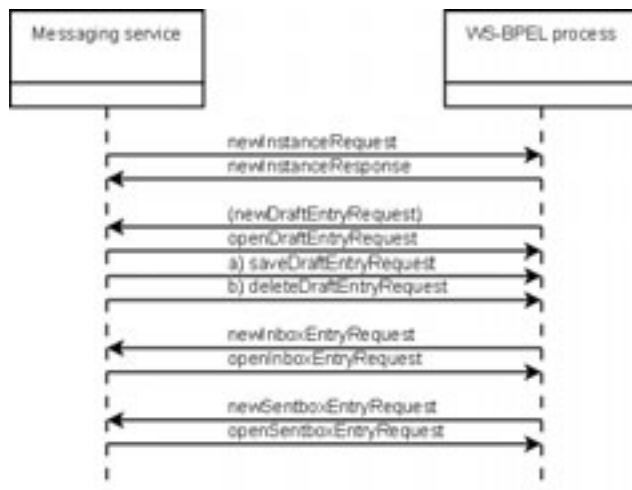 Messaging service
WS-BPEL process
newInstanceRequest
newInstanceResponse
(newDraftEntryRequest)
openDraftEntryRequest
a) saveDraftEntryRequest
b) deleteDraftEntryRequest
newInboxEntryRequest
openInboxEntryRequest
newSentboxEntryRequest
openSentboxEntryRequest